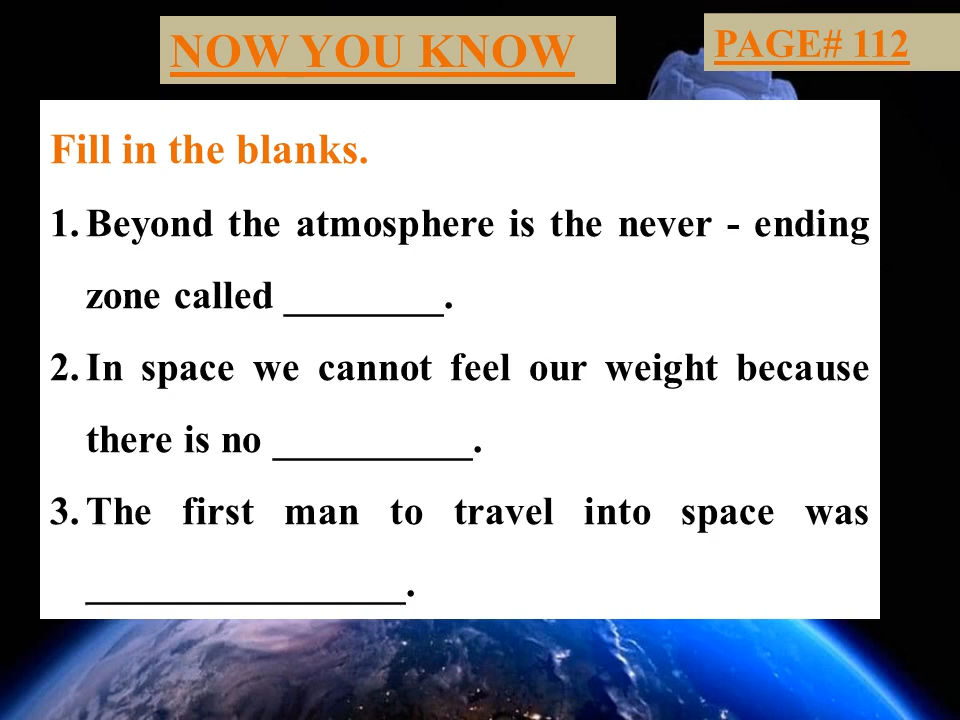 NOW YOU KNOW
PAGE# 112
Fill in the blanks.
1. Beyond the atmosphere is the never - ending
zone called ________.
2. In space we cannot feel our weight because
there is no __________.
3. The first man to travel into space was
________________.